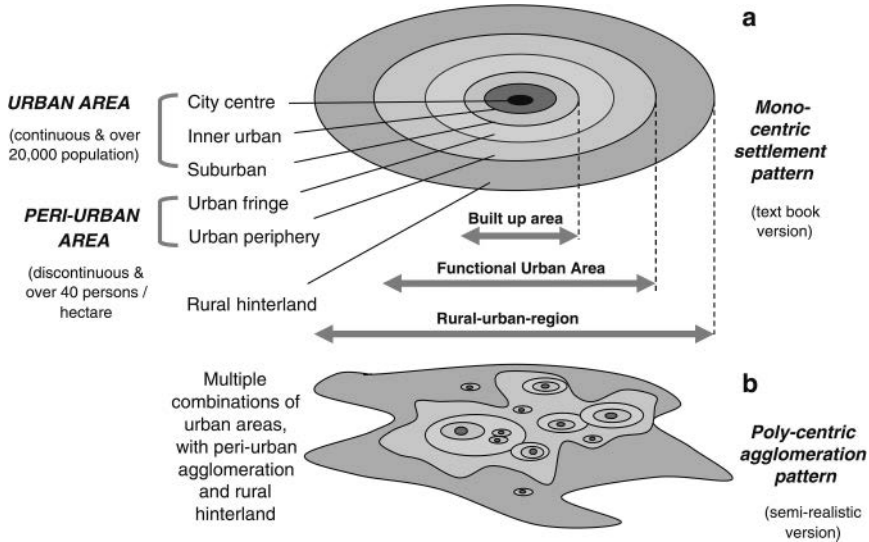 a
URBAN AREA
(continuous & over
20,000 population)
City centre
Inner urban
Suburban
PERI-URBAN
AREA
(discontinuous &
over 40 persons /
hectare
Urban fringe
Urban periphery
Rural hinterland
Built up area
Functional Urban Area
Rural-urban-region
Mono-
centric
settlement
pattern
(text book
version)
b
Multiple
combinations of
urban areas,
with peri-urban
agglomeration
and rural
hinterland
Poly-centric
agglomeration
pattern
(semi-realistic
version)